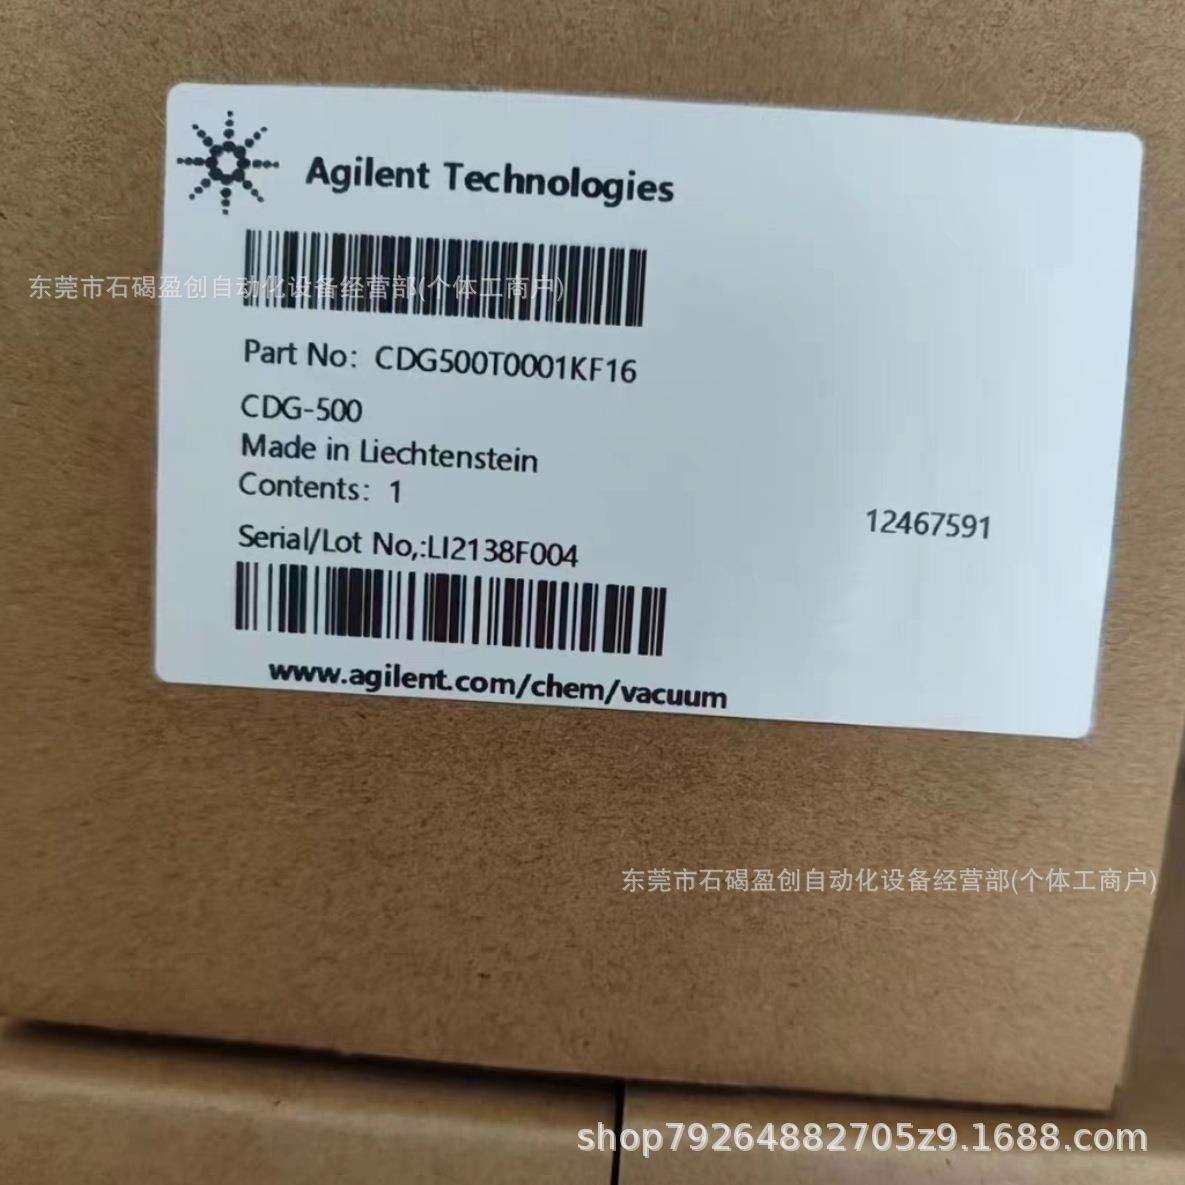 Agilent Technologies
东莞市石碣盈创自动化设备经营部(个体工商户)
Part No: CDG500T0001KF16
CDG-500
Made in Liechtenstein
Contents: 1
12467591
Serial/Lot No,:LI2138F004
www.agilent.com/chem/vacuum
东莞市石碣盈创自动化设备经营部(个体工商户)
shop79264882705z9.1688.com